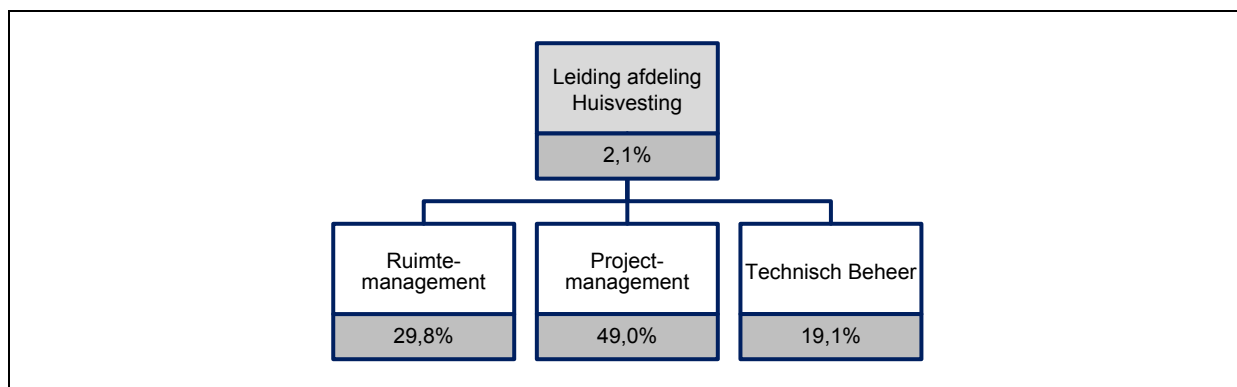 Leiding afdeling
Huisvesting
2,1%
Ruimte-
management
29,8%
Project-
management
49,0%
Technisch Beheer
19,1%